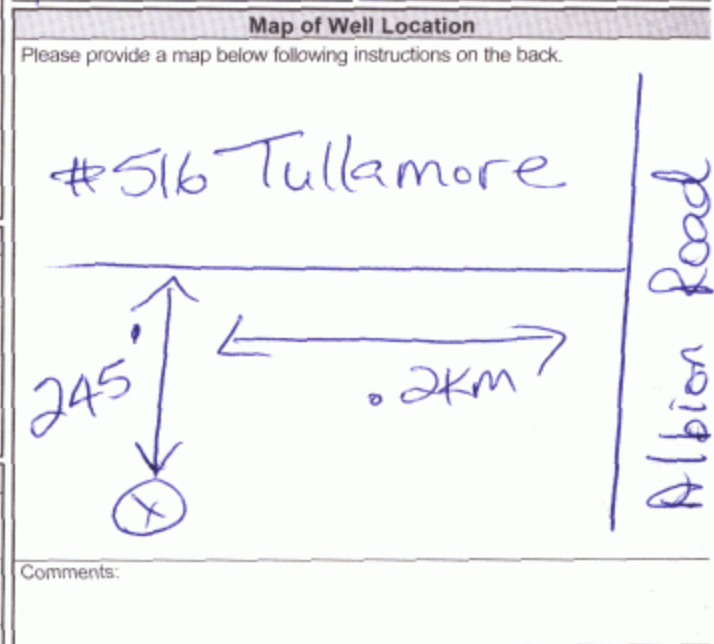 Map of Well Location
Please provide a map below following instructions on the back.
#516 Tullamore
Albion Road
245'
.2km
X
Comments: